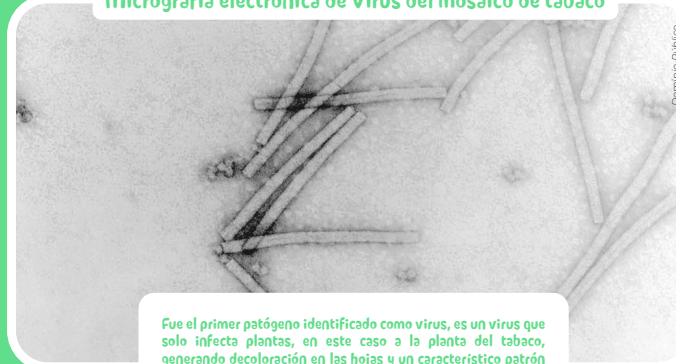 Micrografía electrónica de Virus del mosaico de tabaco
Dominio Público
Fue el primer patógeno identificado como virus, es un virus que
solo infecta plantas, en este caso a la planta del tabaco,
generando decoloración en las hojas y un característico patrón